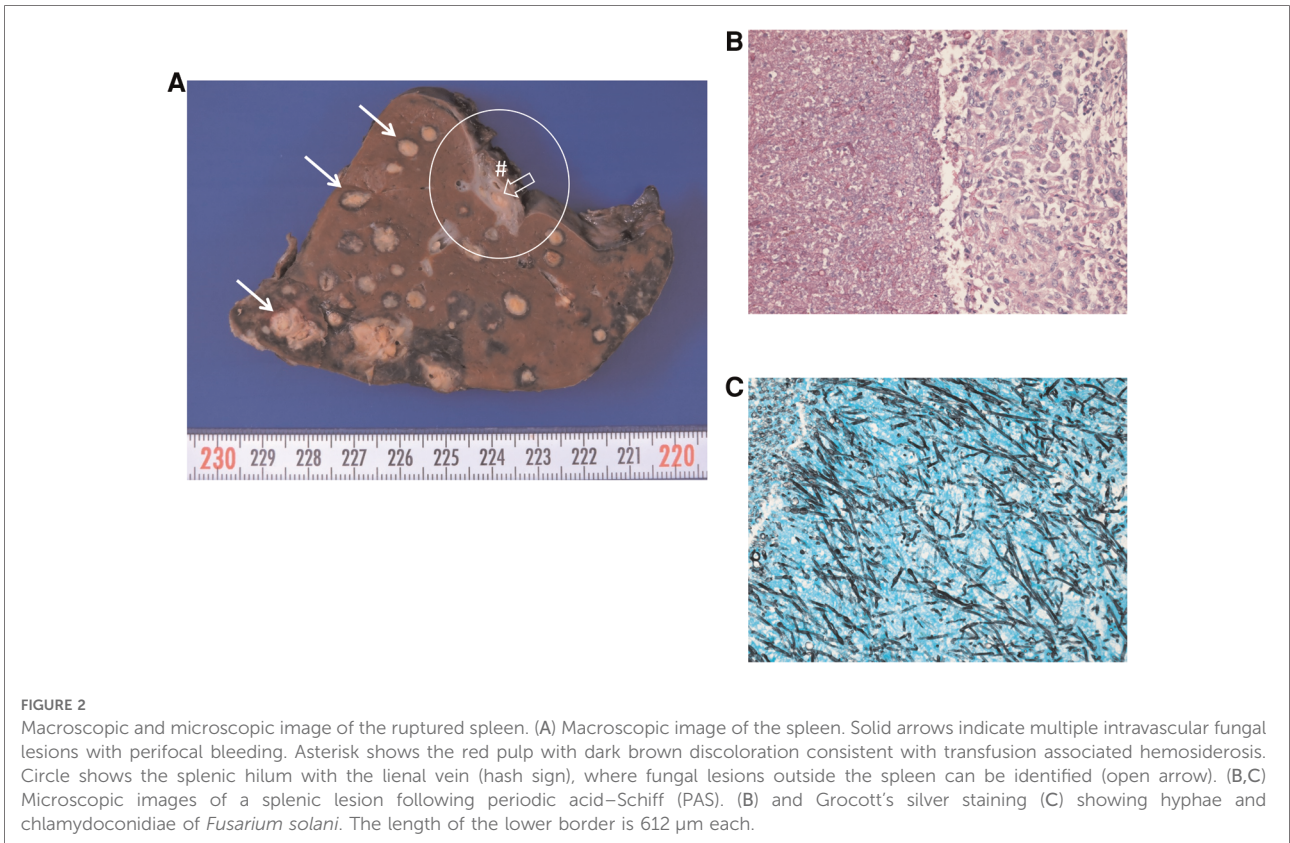 A
B
#
230 229 228 227 226 225 224 223 222 221 220
C
FIGURE 2
Macroscopic and microscopic image of the ruptured spleen. (A) Macroscopic image of the spleen. Solid arrows indicate multiple intravascular fungal
lesions with perifocal bleeding. Asterisk shows the red pulp with dark brown discoloration consistent with transfusion associated hemosiderosis.
Circle shows the splenic hilum with the lienal vein (hash sign), where fungal lesions outside the spleen can be identified (open arrow). (B,C)
Microscopic images of a splenic lesion following periodic acid–Schiff (PAS). (B) and Grocott's silver staining (C) showing hyphae and
chlamydoconidiae of Fusarium solani. The length of the lower border is 612 µm each.